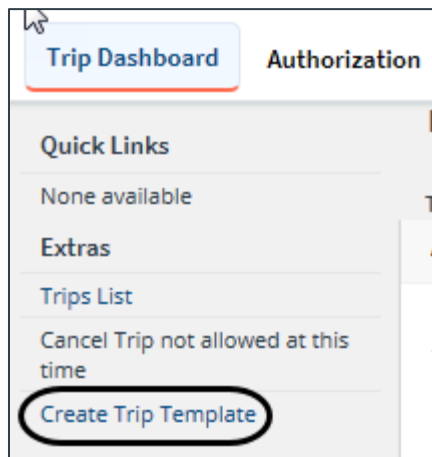 Trip Dashboard Authorization
Quick Links
None available
Extras
Trips List
Cancel Trip not allowed at this
time
Create Trip Template